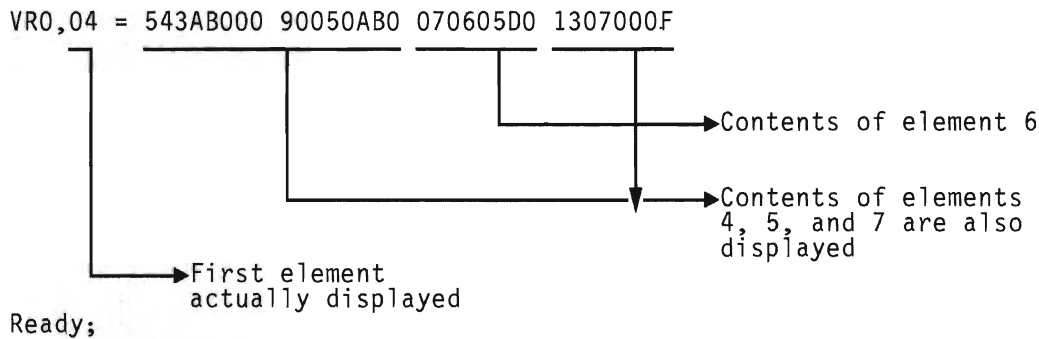 VR0,04 = 543AB000 90050AB0 070605D0 1307000F
Contents of element 6
Contents of elements
4, 5, and 7 are also
displayed
First element
actually displayed
Ready;